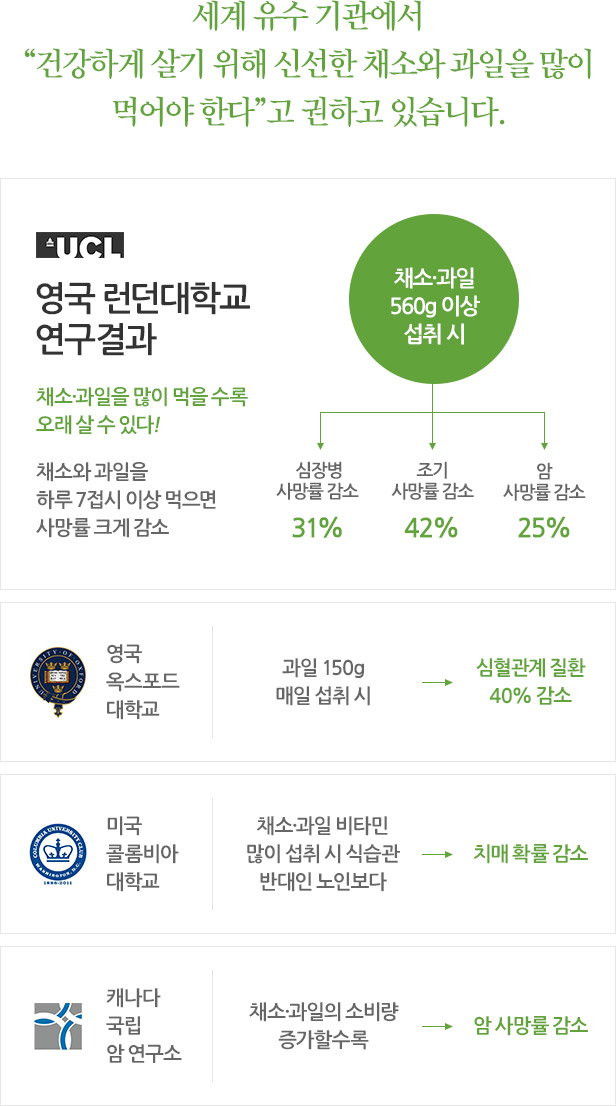 세계 유수 기관에서
“건강하게 살기 위해 신선한 채소와 과일을 많이
먹어야 한다”고 권하고 있습니다.
UCL
영국 런던대학교
연구결과
채소·과일을 많이 먹을 수록
오래 살 수 있다!
채소와 과일을
하루 7접시 이상 먹으면
사망률 크게 감소
채소·과일
560g 이상
섭취 시
심장병
사망률 감소
31%
조기
사망률 감소
42%
암
사망률 감소
25%
UNIVERSITY OF OXFORD
영국
옥스포드
대학교
과일 150g
매일 섭취 시
심혈관계 질환
40% 감소
COLUMBIA UNIVERSITY CLUB
WASHINGTON, D.C.
1886-2011
미국
콜롬비아
대학교
채소·과일 비타민
많이 섭취 시 식습관
반대인 노인보다
치매 확률 감소
캐나다
국립
암 연구소
채소·과일의 소비량
증가할수록
암 사망률 감소